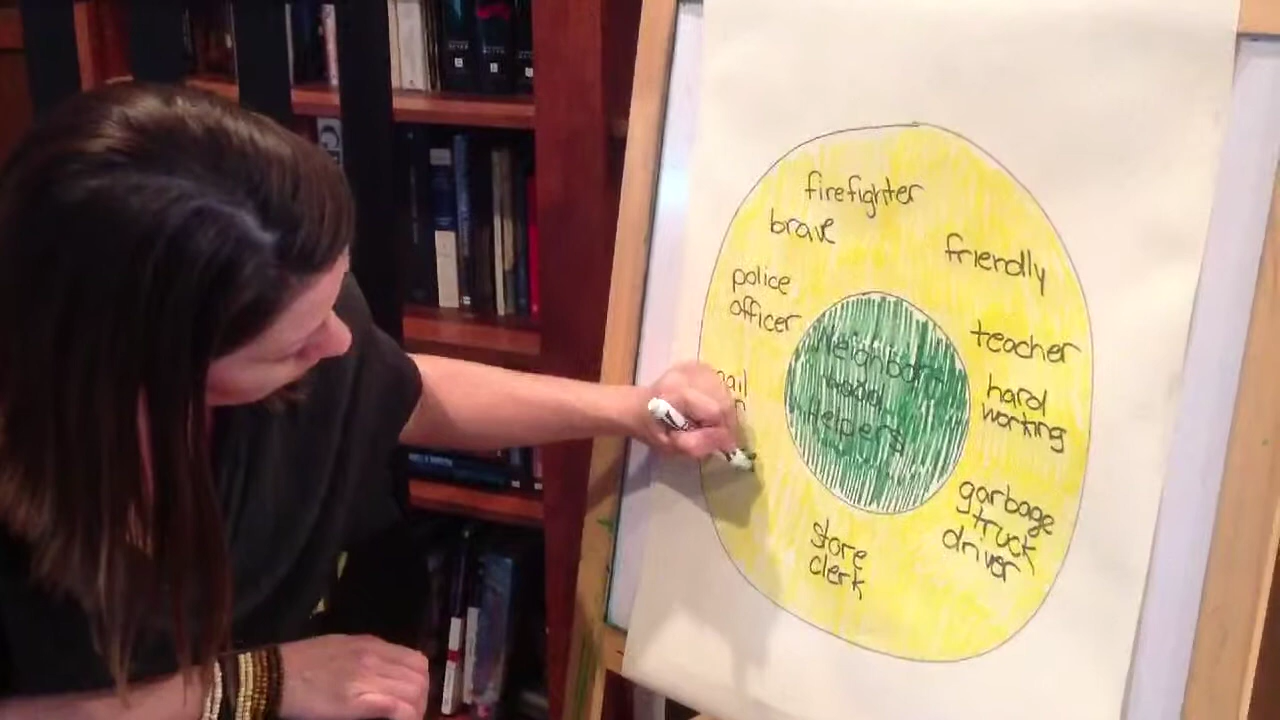 firefighter
brave
friendly
police
officer
teacher
hard
working
Neighborhood
Helpers
garbage
truck
driver
store
clerk